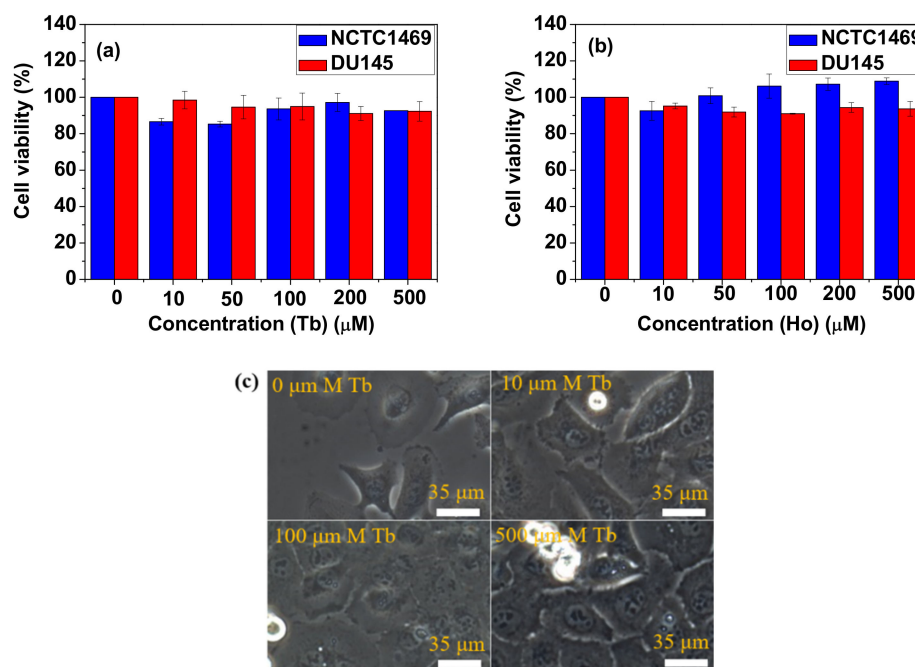 140
120
100
80
60
40
20
0
Cell viability (%)
(a)
NCTC1469
DU145
0 10 50 100 200 500
Concentration (Tb) (μM)
140
120
100
80
60
40
20
0
Cell viability (%)
(b)
NCTC1469
DU145
0 10 50 100 200 500
Concentration (Ho) (μM)
(c)
0 μm M Tb
35 μm
10 μm M Tb
35 μm
100 μm M Tb
35 μm
500 μm M Tb
35 μm